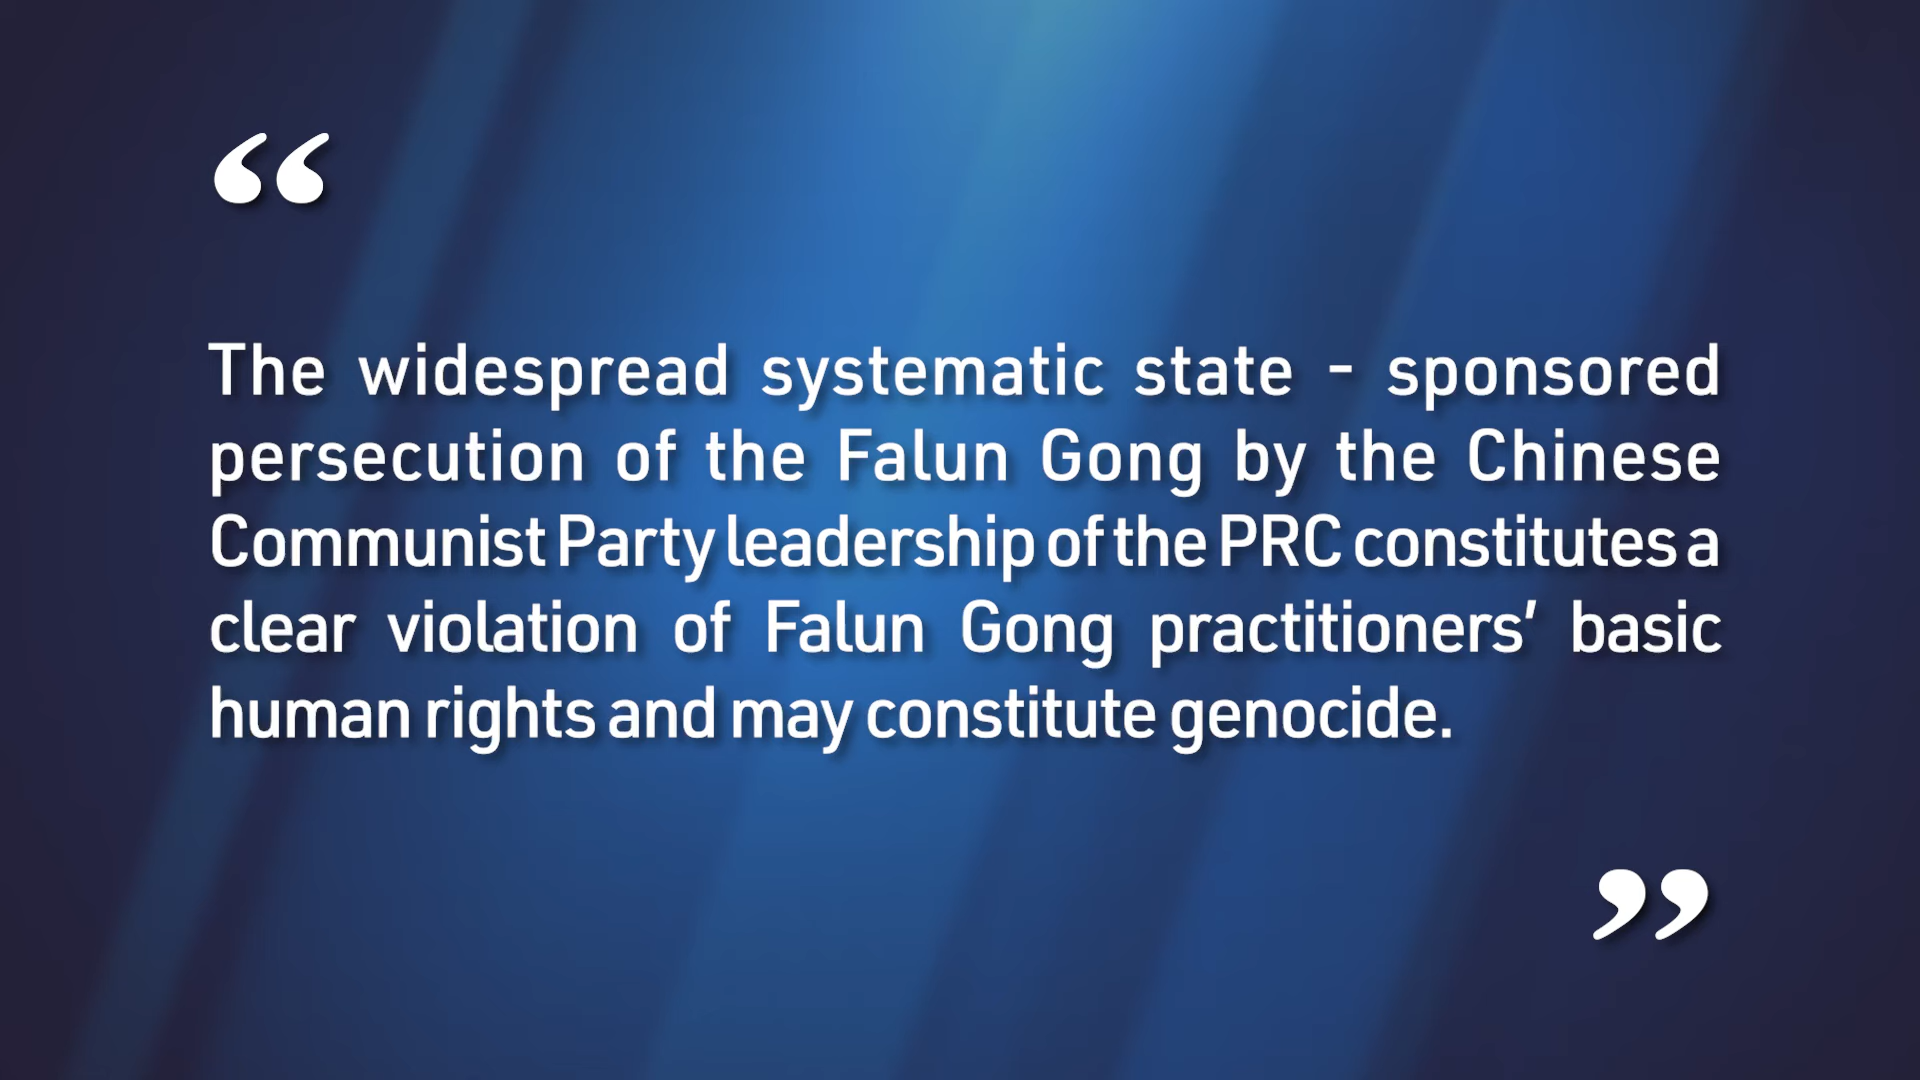 “
The widespread systematic state - sponsored
persecution of the Falun Gong by the Chinese
Communist Party leadership of the PRC constitutes a
clear violation of Falun Gong practitioners’ basic
human rights and may constitute genocide.
”